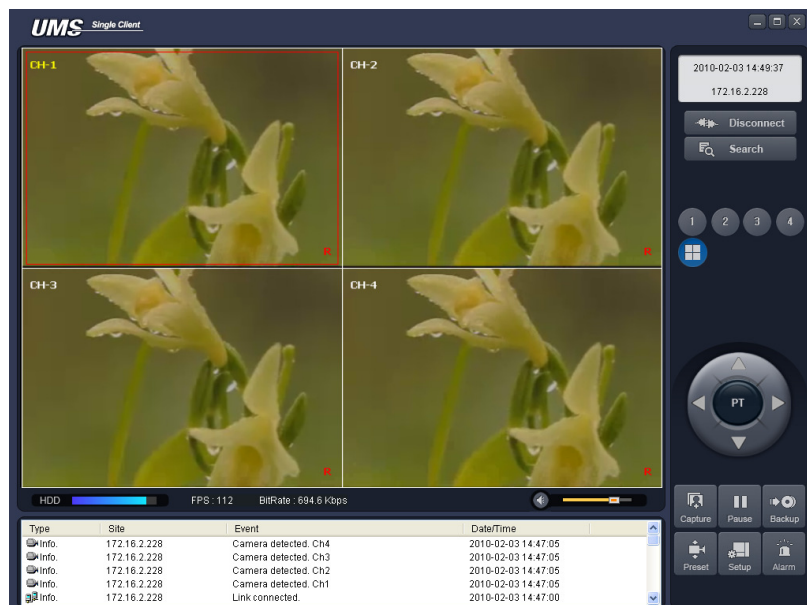 UMS Single Client
2010-02-03 14:49:37
172.16.2.228
Disconnect
Search
1 2 3 4
CH-1
R
CH-2
R
CH-3
R
CH-4
R
PT
HDD FPS : 112 BitRate : 694.6 Kbps
Capture Pause Backup
Preset Setup Alarm
Type Site Event Date/Time
Info. 172.16.2.228 Camera detected. Ch4 2010-02-03 14:47:05
Info. 172.16.2.228 Camera detected. Ch3 2010-02-03 14:47:05
Info. 172.16.2.228 Camera detected. Ch2 2010-02-03 14:47:05
Info. 172.16.2.228 Camera detected. Ch1 2010-02-03 14:47:05
Info. 172.16.2.228 Link connected. 2010-02-03 14:47:00